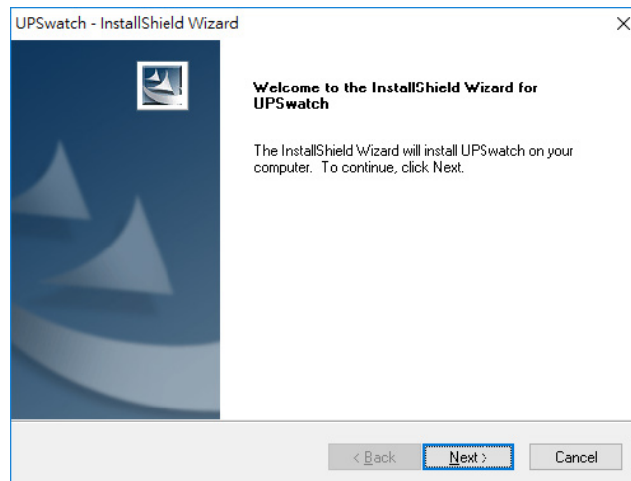 UPSwatch - InstallShield Wizard
Welcome to the InstallShield Wizard for
UPSwatch
The InstallShield Wizard will install UPSwatch on your
computer. To continue, click Next.
< Back
Next >
Cancel